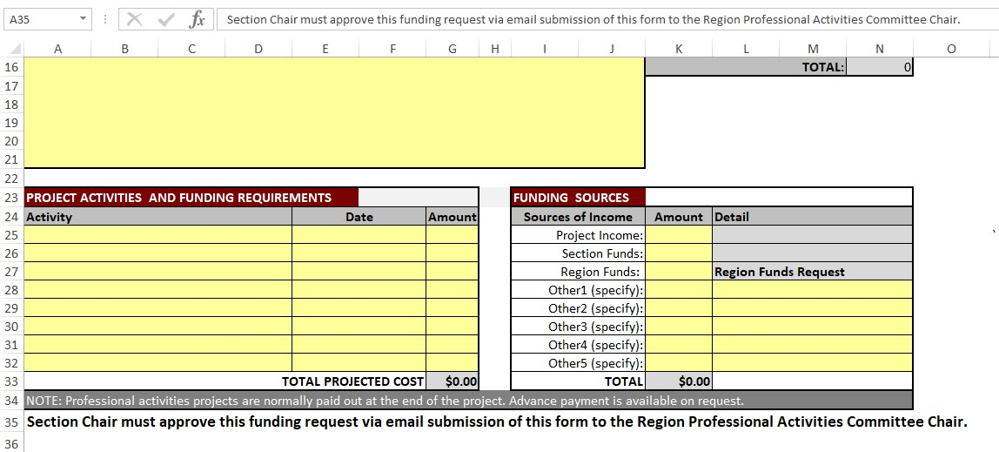 A35 fx Section Chair must approve this funding request via email submission of this form to the Region Professional Activities Committee Chair.
A B C D E F G H I J K L M N O
16 TOTAL: 0
17
18
19
20
21
22
23 PROJECT ACTIVITIES AND FUNDING REQUIREMENTS FUNDING SOURCES
24 Activity Date Amount Sources of Income Amount Detail
25 Project Income: `
26 Section Funds:
27 Region Funds: Region Funds Request
28 Other1 (specify):
29 Other2 (specify):
30 Other3 (specify):
31 Other4 (specify):
32 Other5 (specify):
33 TOTAL PROJECTED COST $0.00 TOTAL $0.00
34 NOTE: Professional activities projects are normally paid out at the end of the project. Advance payment is available on request.
35 Section Chair must approve this funding request via email submission of this form to the Region Professional Activities Committee Chair.
36